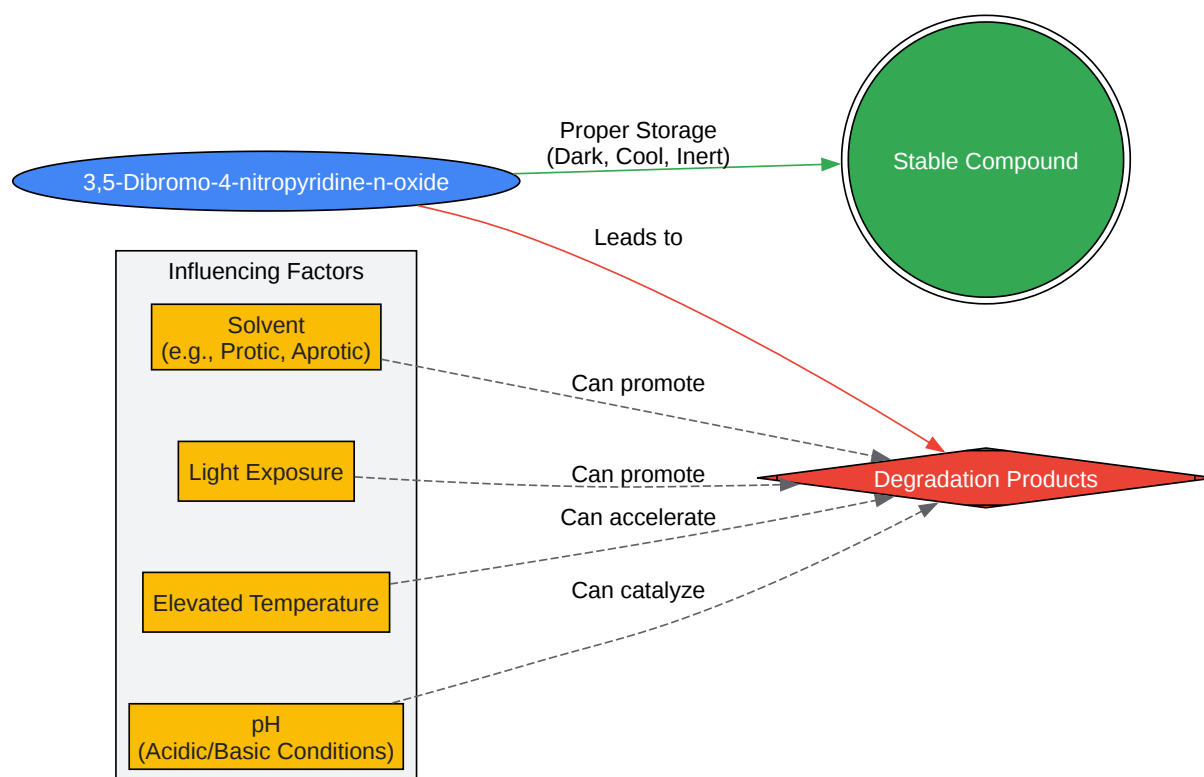 Proper Storage
(Dark, Cool, Inert)
Stable Compound
3,5-Dibromo-4-nitropyridine-n-oxide
Leads to
Influencing Factors
Solvent
(e.g., Protic, Aprotic)
Can promote
Light Exposure
Can promote
Degradation Products
Can accelerate
Elevated Temperature
Can catalyze
pH
(Acidic/Basic Conditions)